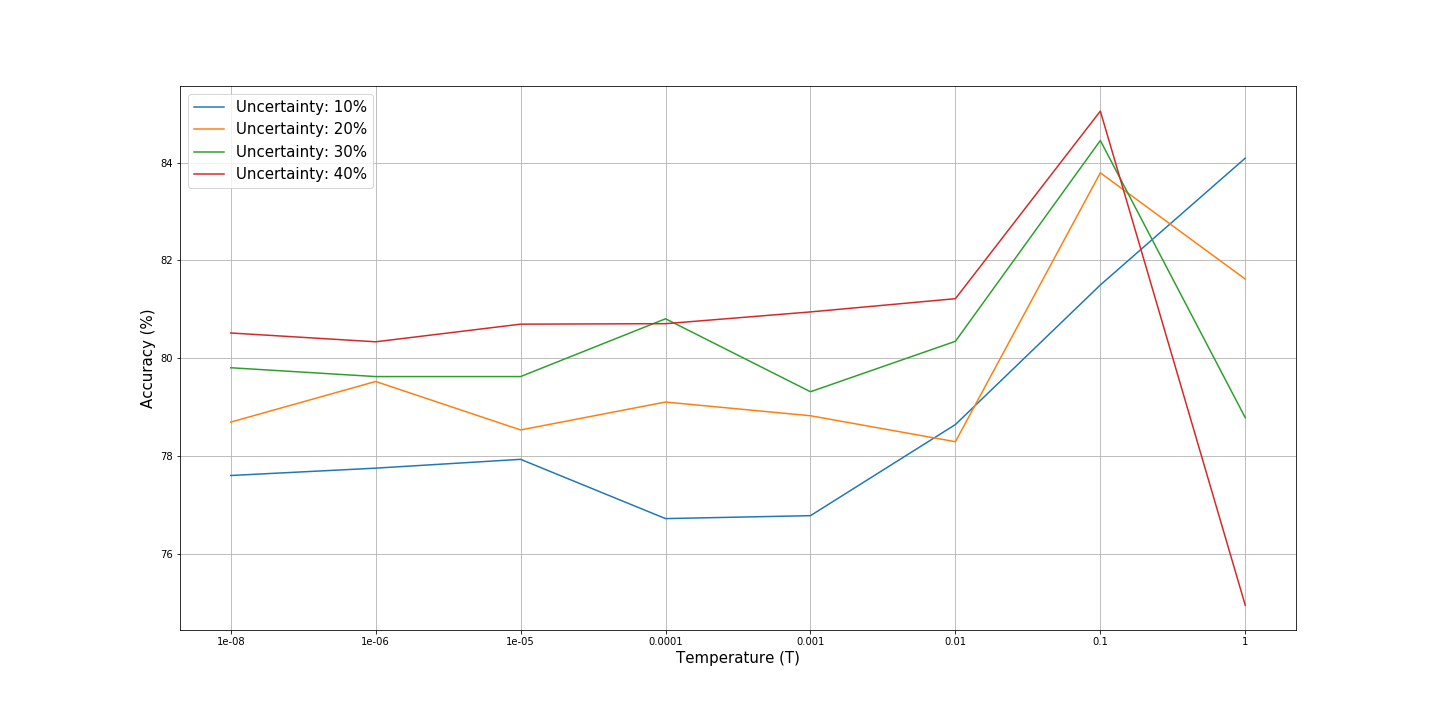 Uncertainty: 10%
Uncertainty: 20%
Uncertainty: 30%
Uncertainty: 40%
84
82
80
78
76
Accuracy (%)
1e-08 1e-06 1e-05 0.0001 0.001 0.01 0.1 1
Temperature (T)